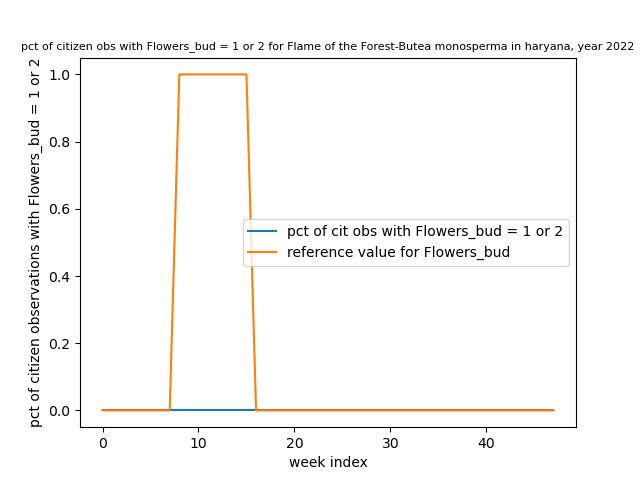 pct of citizen obs with Flowers_bud = 1 or 2 for Flame of the Forest-Butea monosperma in haryana, year 2022
pct of citizen observations with Flowers_bud = 1 or 2
1.0
0.8
0.6
0.4
0.2
0.0
pct of cit obs with Flowers_bud = 1 or 2
reference value for Flowers_bud
0 10 20 30 40
week index